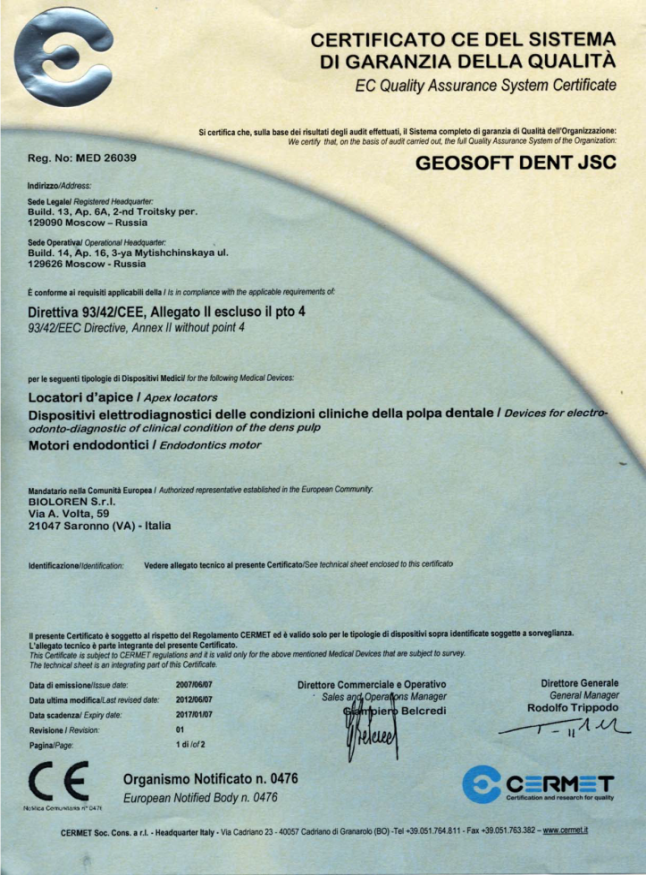 CERTIFICATO CE DEL SISTEMA
DI GARANZIA DELLA QUALITÀ
EC Quality Assurance System Certificate
Si certifica che, sulla base dei risultati degli audit effettuati, il Sistema completo di garanzia di Qualità dell'Organizzazione:
We certify that, on the basis of audit carried out, the full Quality Assurance System of the Organization:
Reg. No: MED 26039
GEOSOFT DENT JSC
Indirizzo/Address:
Sede Legale/ Registered Headquarter:
Build. 13, Ap. 6A, 2-nd Troitsky per.
129090 Moscow – Russia
Sede Operativa/ Operational Headquarter:
Build. 14, Ap. 16, 3-ya Mytishchinskaya ul.
129626 Moscow - Russia
È conforme ai requisiti applicabili della / Is in compliance with the applicable requirements of:
Direttiva 93/42/CEE, Allegato II escluso il pto 4
93/42/EEC Directive, Annex II without point 4
per le seguenti tipologie di Dispositivi Medici/ for the following Medical Devices:
Locatori d'apice / Apex locators
Dispositivi elettrodiagnostici delle condizioni cliniche della polpa dentale / Devices for electro-
odonto-diagnostic of clinical condition of the dens pulp
Motori endodontici / Endodontics motor
Mandatario nella Comunità Europea / Authorized representative established in the European Community:
BIOLOREN S.r.l.
Via A. Volta, 59
21047 Saronno (VA) - Italia
Identificazione/Identification: Vedere allegato tecnico al presente Certificato/See technical sheet enclosed to this certificate
Il presente Certificato è soggetto al rispetto del Regolamento CERMET ed è valido solo per le tipologie di dispositivi sopra identificate soggette a sorveglianza.
L'allegato tecnico è parte integrante del presente Certificato.
This Certificate is subject to CERMET regulations and it is valid only for the above mentioned Medical Devices that are subject to survey.
The technical sheet is an integrating part of this Certificate.
Data di emissione/Issue date: 2007/06/07
Data ultima modifica/Last revised date: 2012/06/07
Data scadenza/ Expiry date: 2017/01/07
Revisione / Revision: 01
Pagina/Page: 1 di /of 2
Direttore Commerciale e Operativo
Sales and Operations Manager
Giampiero Belcredi
Direttore Generale
General Manager
Rodolfo Trippodo
CE
Notifica Comunitaria n° 0476
Organismo Notificato n. 0476
European Notified Body n. 0476
CERMET
Certification and research for quality
CERMET Soc. Cons. a r.l. - Headquarter Italy - Via Cadriano 23 - 40057 Cadriano di Granarolo (BO) -Tel +39.051.764.811 - Fax +39.051.763.382 – www.cermet.it